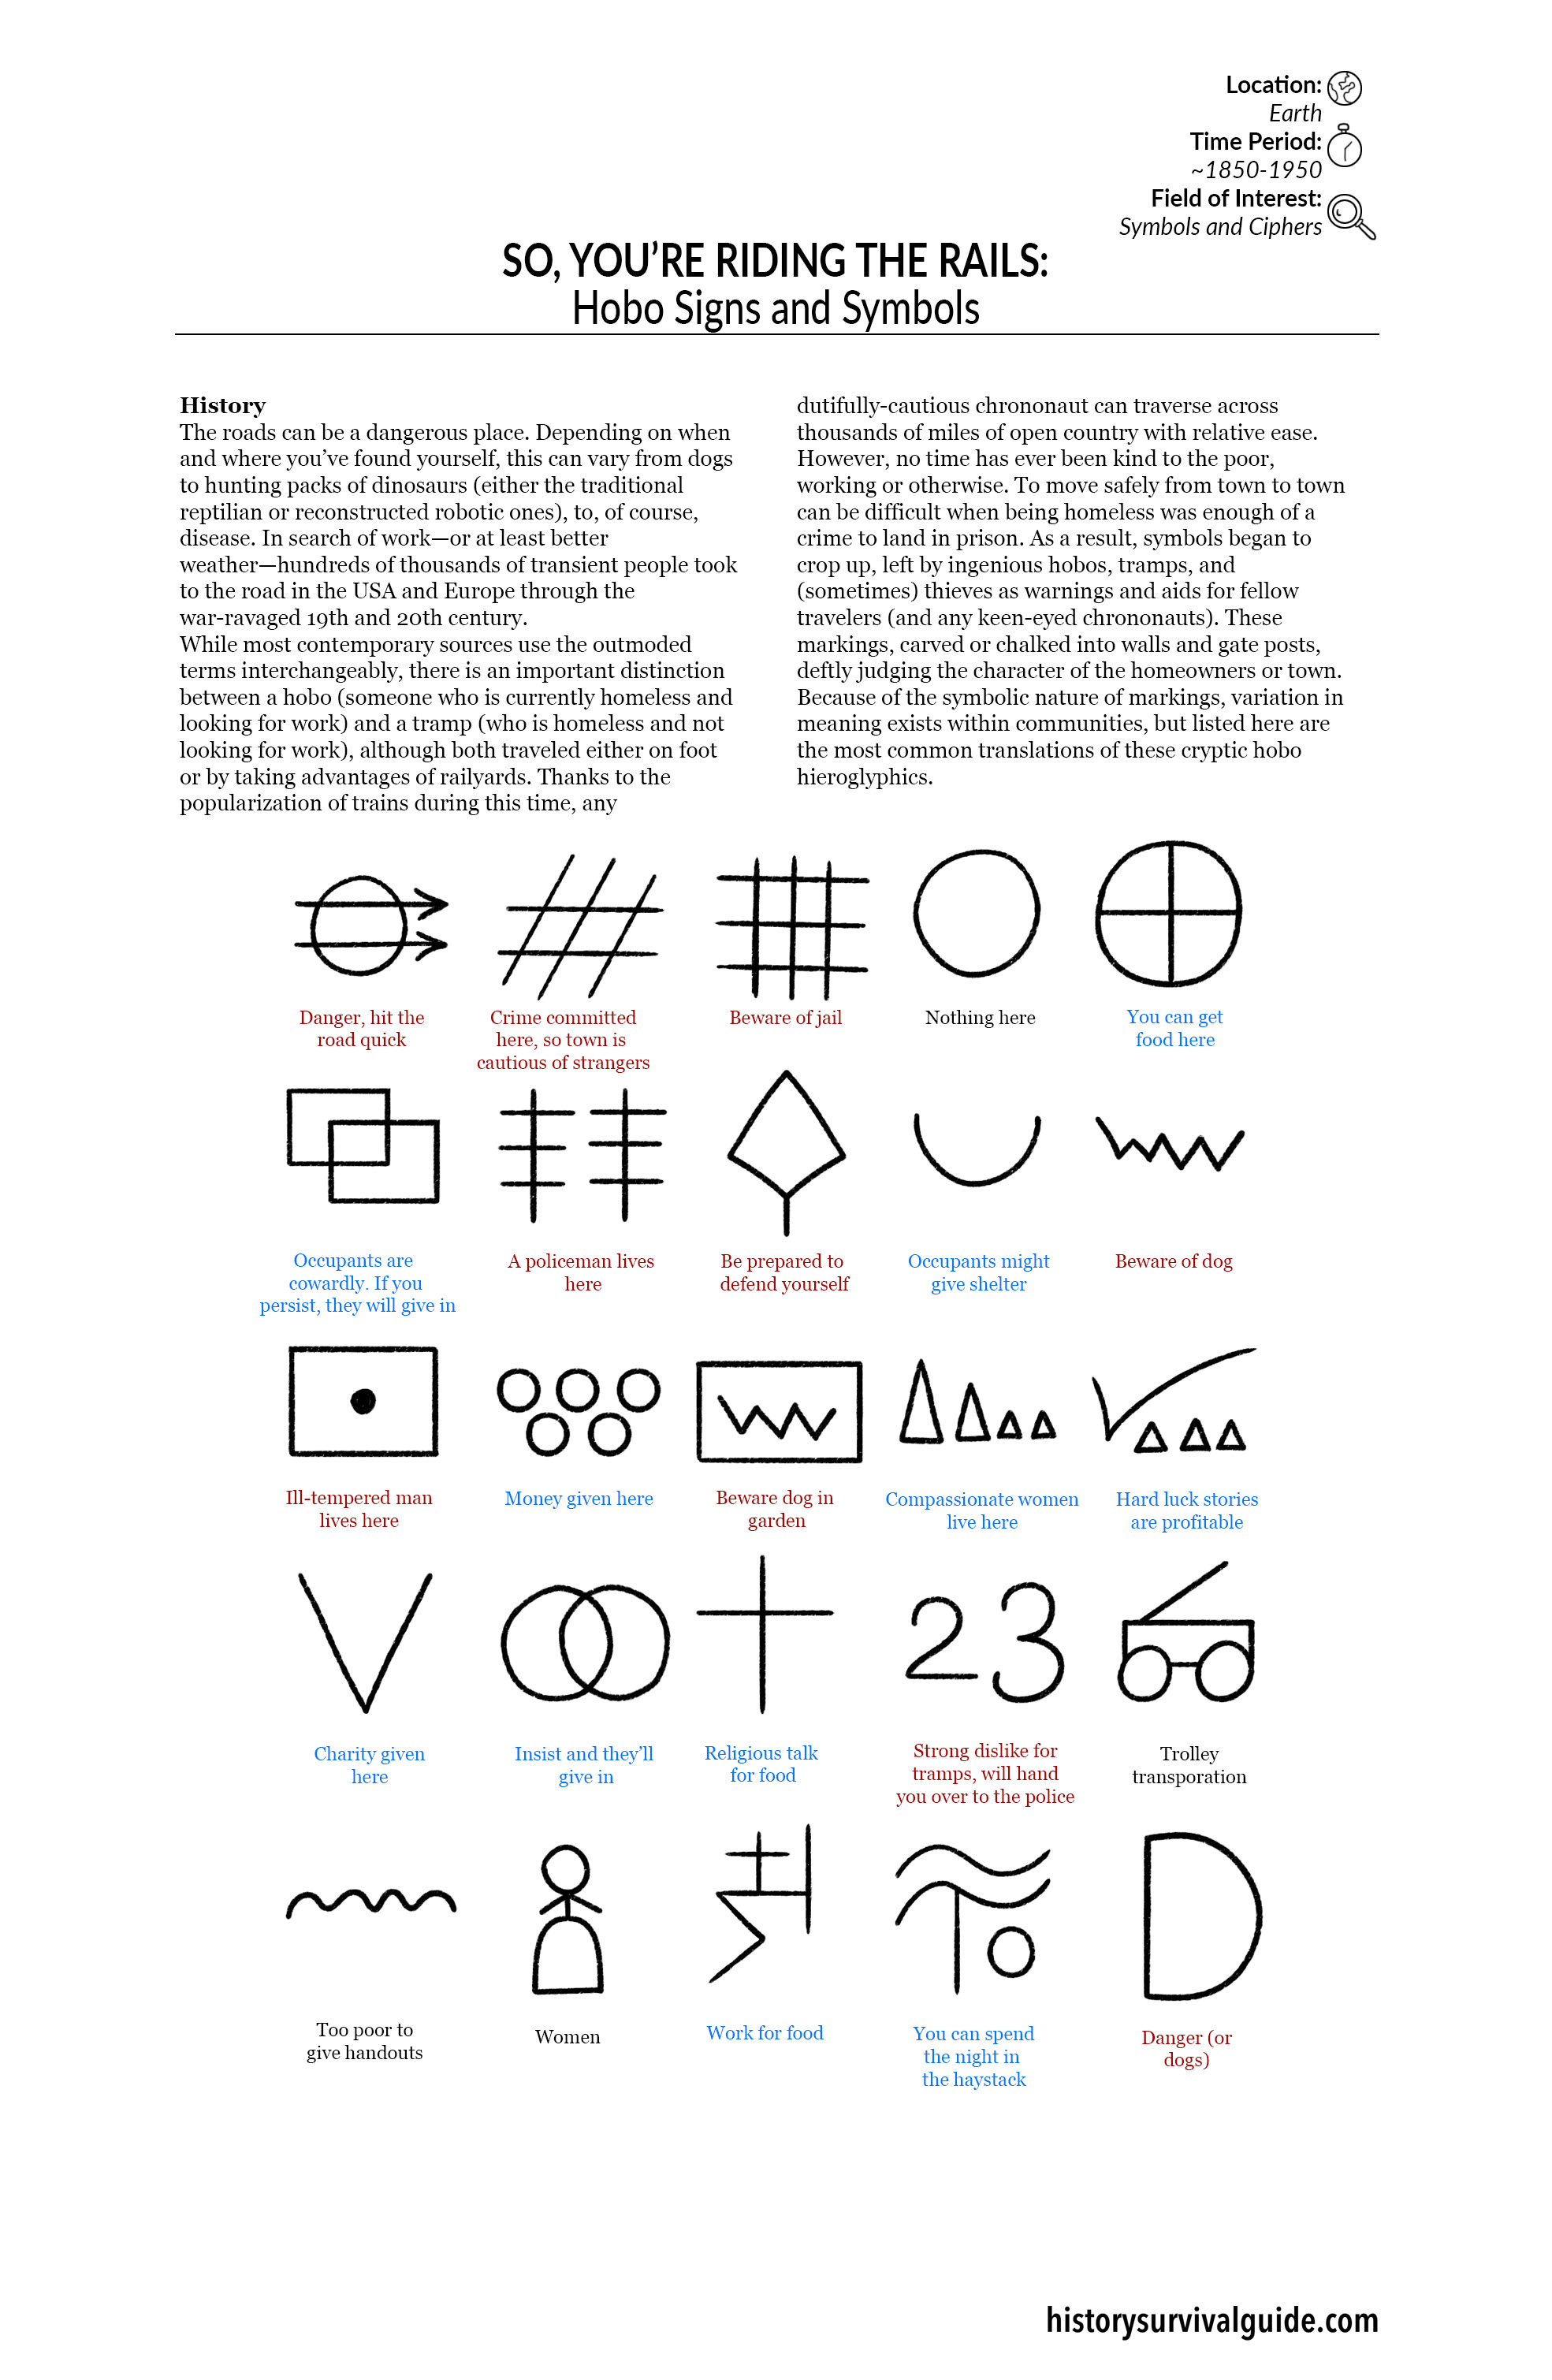 Location:
Earth
Time Period:
~1850-1950
Field of Interest:
Symbols and Ciphers
SO, YOU'RE RIDING THE RAILS:
Hobo Signs and Symbols
History
The roads can be a dangerous place. Depending on when
and where you've found yourself, this can vary from dogs
to hunting packs of dinosaurs (either the traditional
reptilian or reconstructed robotic ones), to, of course,
disease. In search of work—or at least better
weather—hundreds of thousands of transient people took
to the road in the USA and Europe through the
war-ravaged 19th and 20th century.
While most contemporary sources use the outmoded
terms interchangeably, there is an important distinction
between a hobo (someone who is currently homeless and
looking for work) and a tramp (who is homeless and not
looking for work), although both traveled either on foot
or by taking advantages of railyards. Thanks to the
popularization of trains during this time, any
dutifully-cautious chrononaut can traverse across
thousands of miles of open country with relative ease.
However, no time has ever been kind to the poor,
working or otherwise. To move safely from town to town
can be difficult when being homeless was enough of a
crime to land in prison. As a result, symbols began to
crop up, left by ingenious hobos, tramps, and
(sometimes) thieves as warnings and aids for fellow
travelers (and any keen-eyed chrononauts). These
markings, carved or chalked into walls and gate posts,
deftly judging the character of the homeowners or town.
Because of the symbolic nature of markings, variation in
meaning exists within communities, but listed here are
the most common translations of these cryptic hobo
hieroglyphics.
Danger, hit the
road quick
Crime committed
here, so town is
cautious of strangers
Beware of jail
Nothing here
You can get
food here
Occupants are
cowardly. If you
persist, they will give in
A policeman lives
here
Be prepared to
defend yourself
Occupants might
give shelter
Beware of dog
Ill-tempered man
lives here
Money given here
Beware dog in
garden
Compassionate women
live here
Hard luck stories
are profitable
23
Charity given
here
Insist and they'll
give in
Religious talk
for food
Strong dislike for
tramps, will hand
you over to the police
Trolley
transporation
Too poor to
give handouts
Women
Work for food
You can spend
the night in
the haystack
Danger (or
dogs)
historysurvivalguide.com